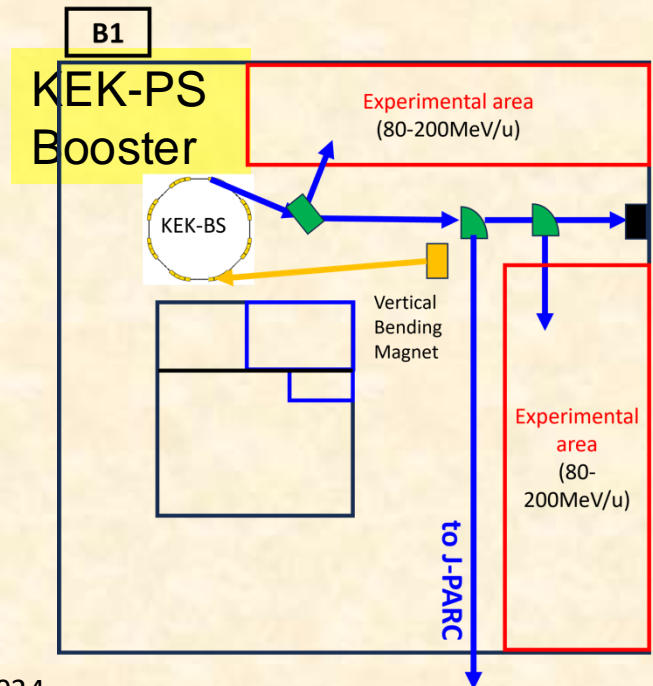 B1
KEK-PS
Booster
Experimental area
(80-200MeV/u)
KEK-BS
Vertical
Bending
Magnet
Experimental
area
(80-
200MeV/u)
to J-PARC